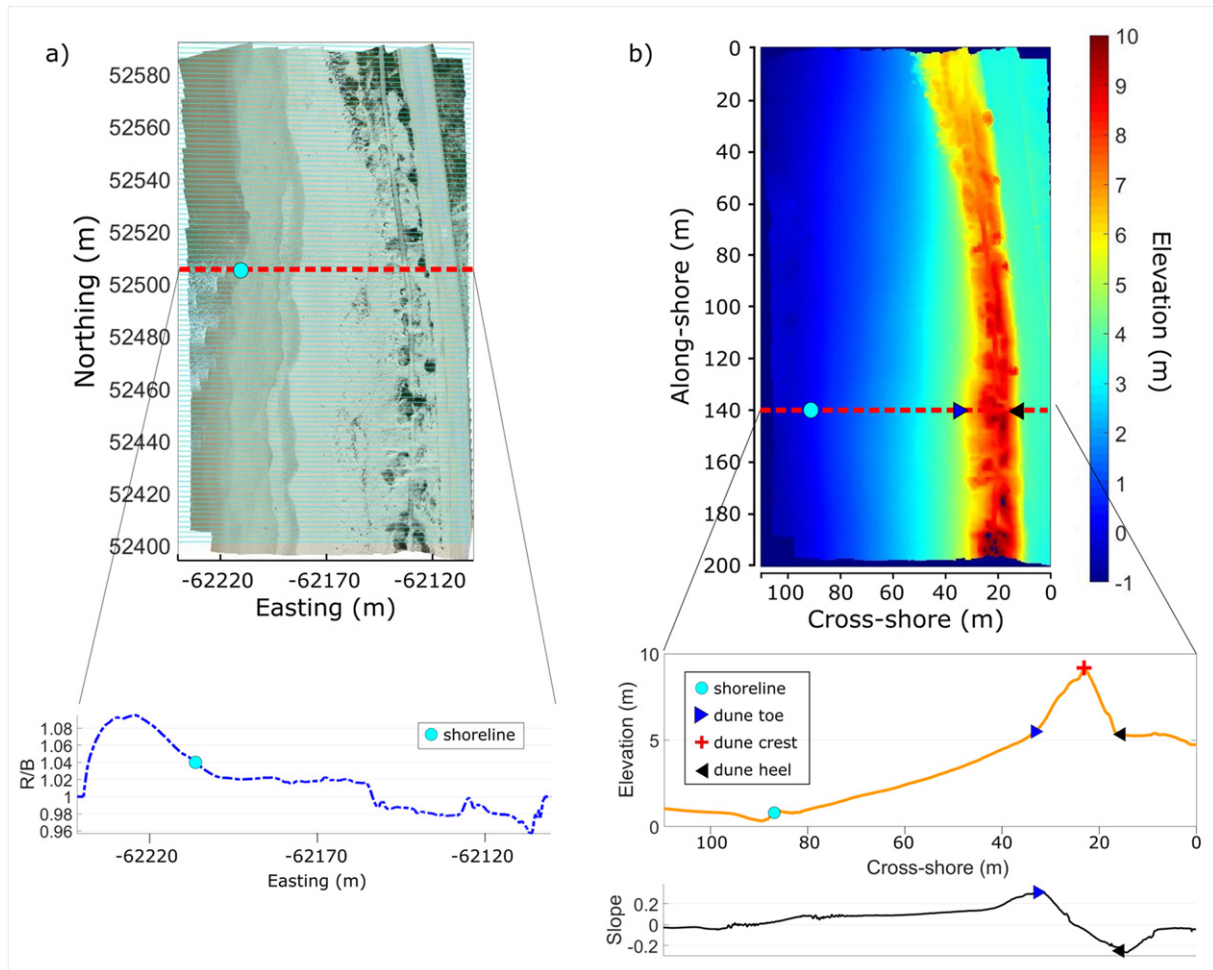 a)
52580
52560
52540
52520
52500
52480
52460
52440
52420
52400
Northing (m)
-62220 -62170 -62120
Easting (m)
1.08
1.06
1.04
1.02
1
0.98
0.96
R/B
shoreline
-62220 -62170 -62120
Easting (m)
b)
0
20
40
60
80
100
120
140
160
180
200
Along-shore (m)
100 80 60 40 20 0
Cross-shore (m)
10
9
8
7
6
5
4
3
2
1
0
-1
Elevation (m)
10
5
0
Elevation (m)
shoreline
dune toe
dune crest
dune heel
100 80 60 40 20 0
Cross-shore (m)
0.2
-0.2
Slope